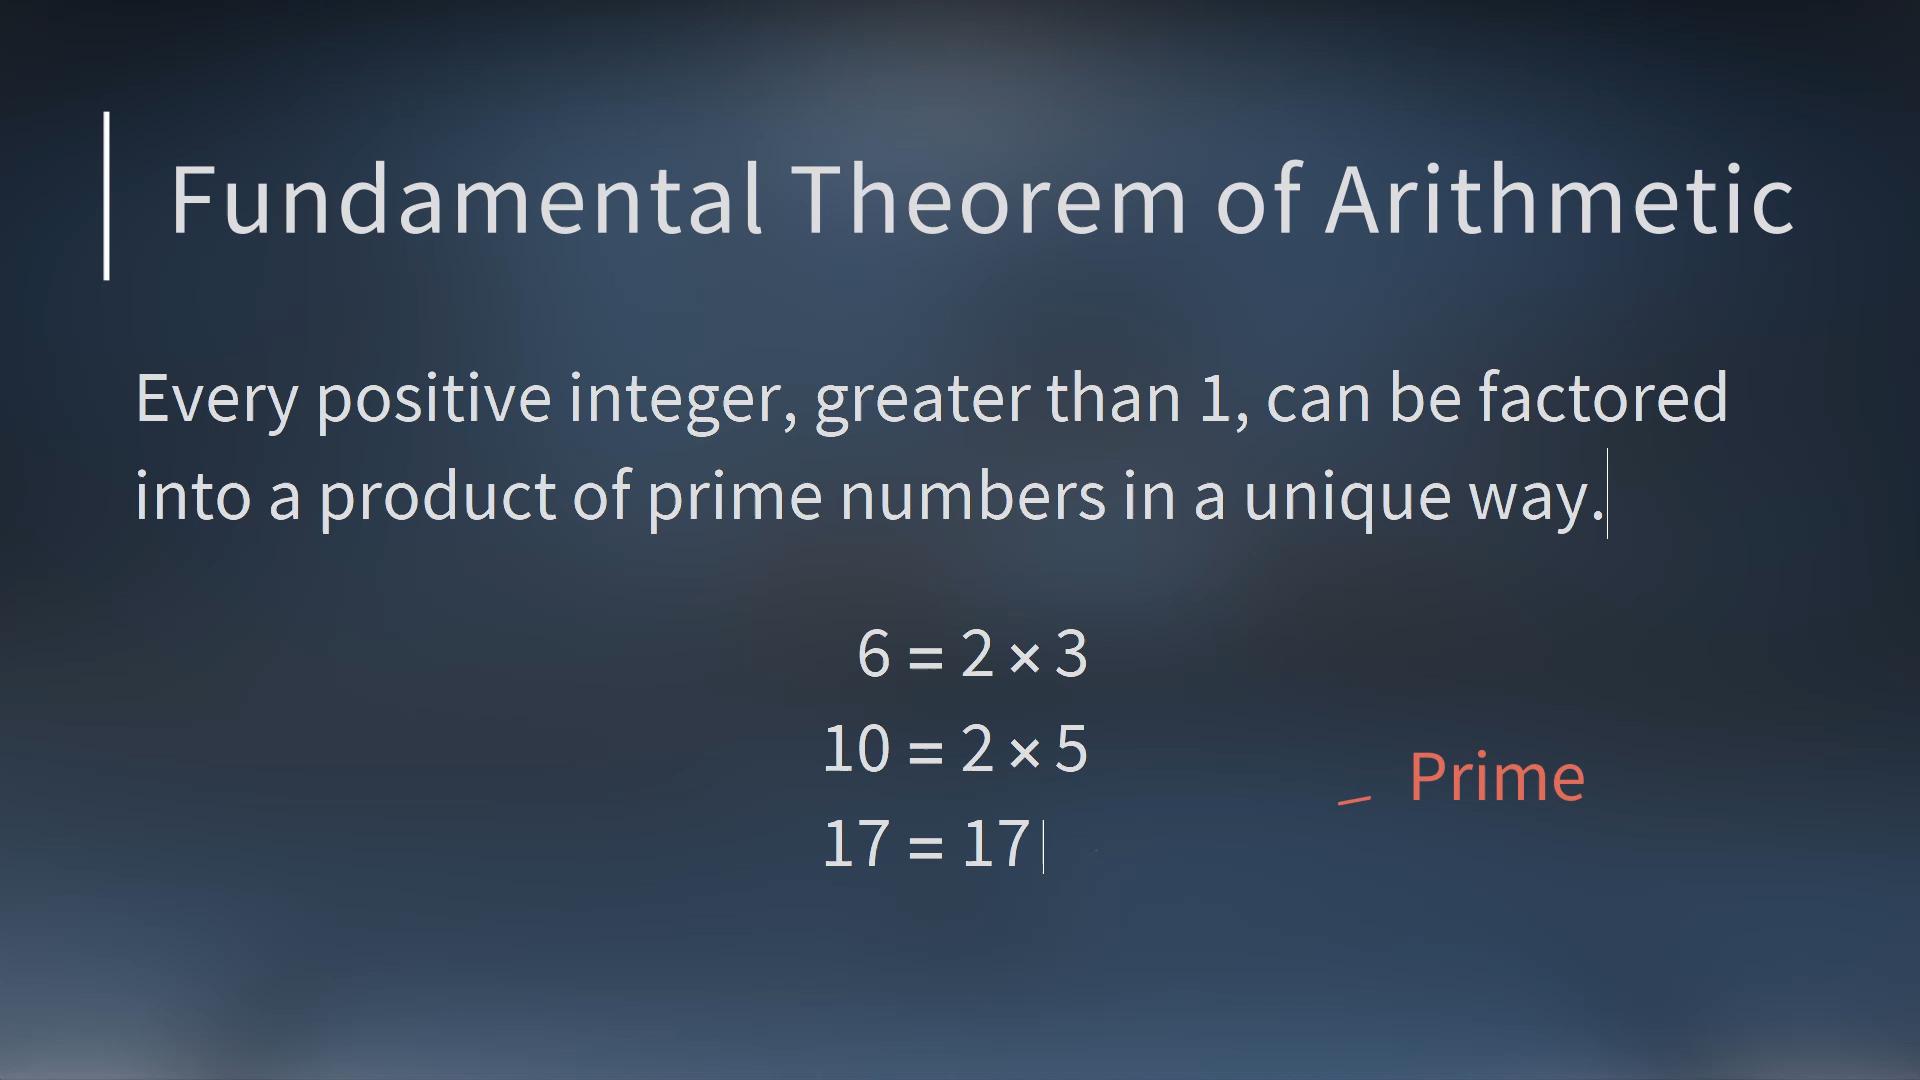 Fundamental Theorem of Arithmetic
Every positive integer, greater than 1, can be factored
into a product of prime numbers in a unique way.
6 = 2 × 3
10 = 2 × 5
Prime
17 = 17